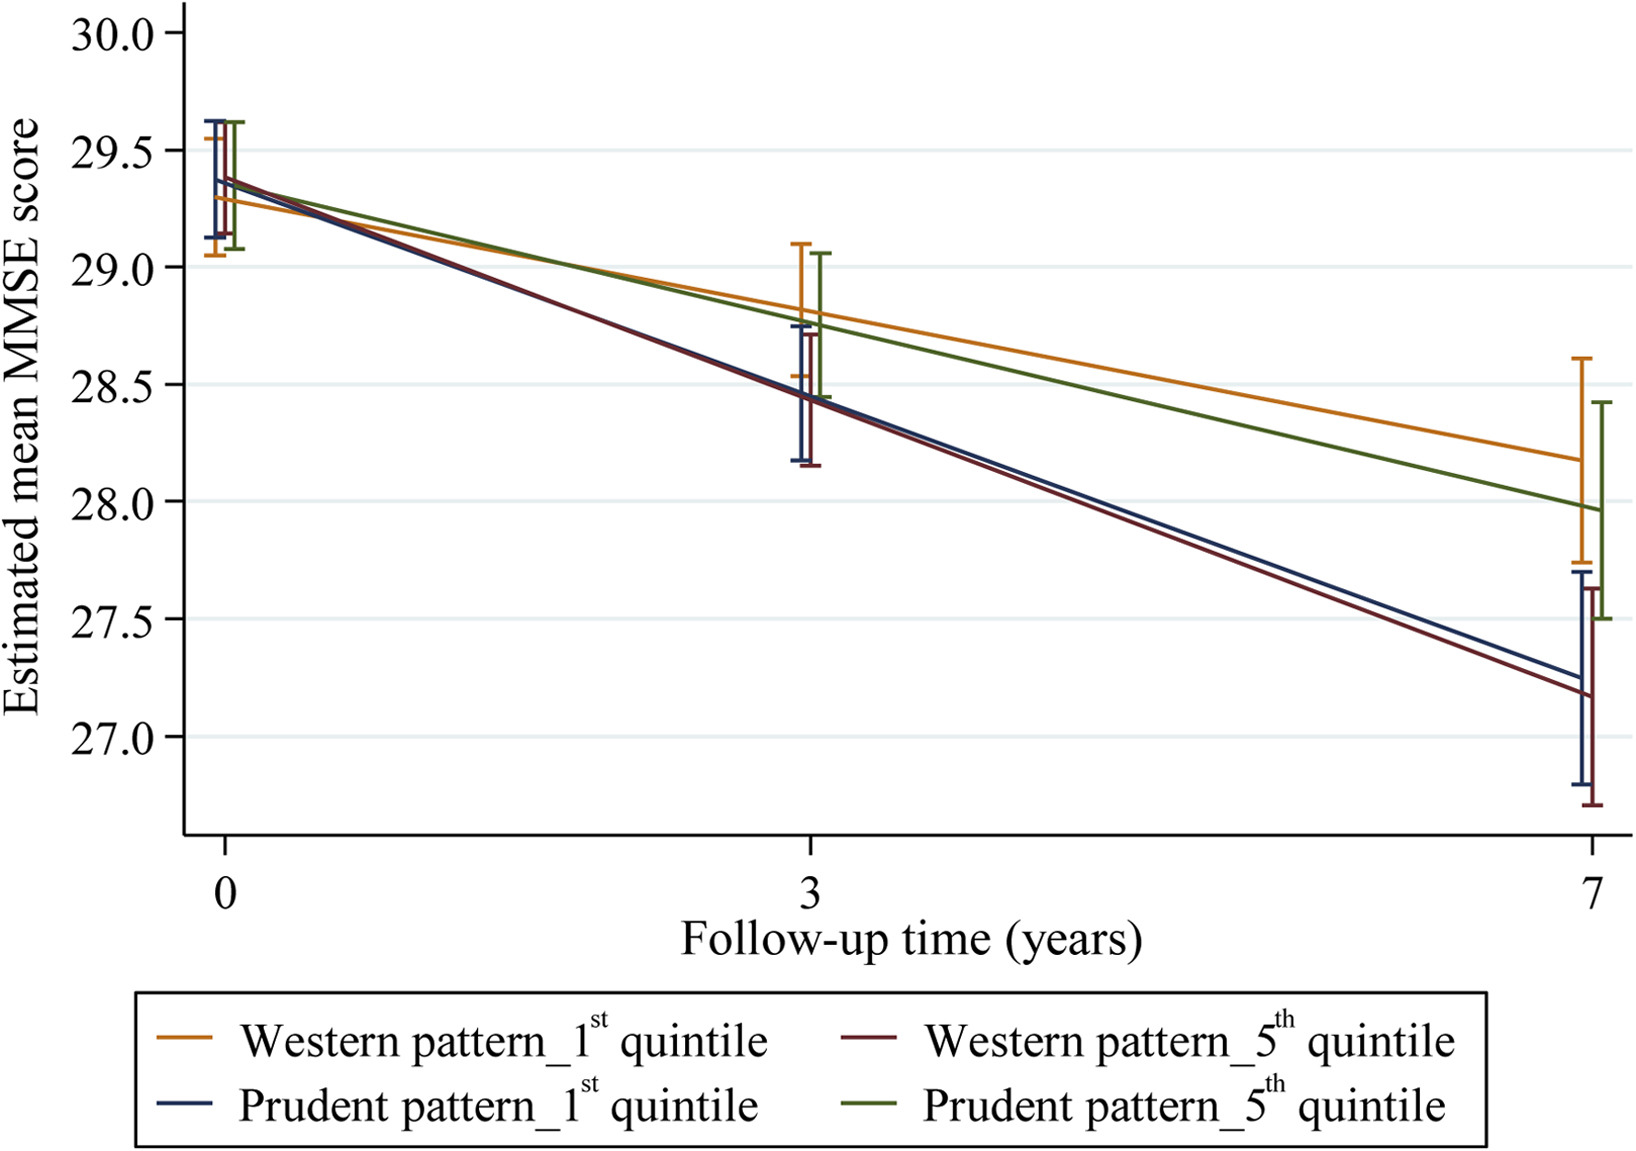 Estimated mean MMSE score
30.0
29.5
29.0
28.5
28.0
27.5
27.0
0 3 7
Follow-up time (years)
Western pattern_1st quintile Western pattern_5th quintile
Prudent pattern_1st quintile Prudent pattern_5th quintile